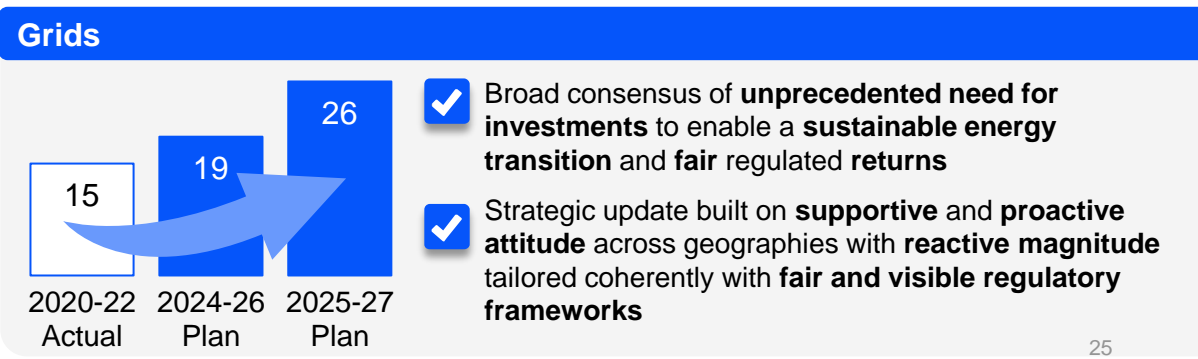 Grids
15
19
26
2020-22
Actual
2024-26
Plan
2025-27
Plan
Broad consensus of unprecedented need for
investments to enable a sustainable energy
transition and fair regulated returns
Strategic update built on supportive and proactive
attitude across geographies with reactive magnitude
tailored coherently with fair and visible regulatory
frameworks
25